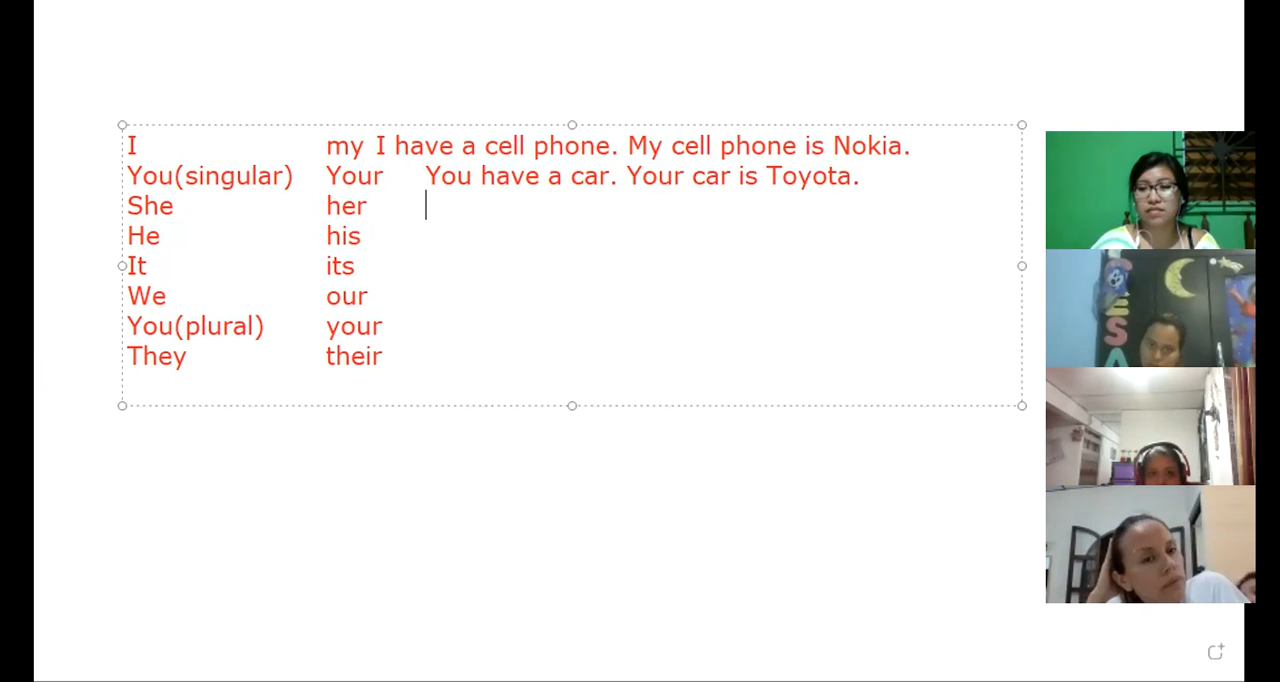 I my I have a cell phone. My cell phone is Nokia.
You(singular) Your You have a car. Your car is Toyota.
She her
He his
It its
We our
You(plural) your
They their
E
S
A